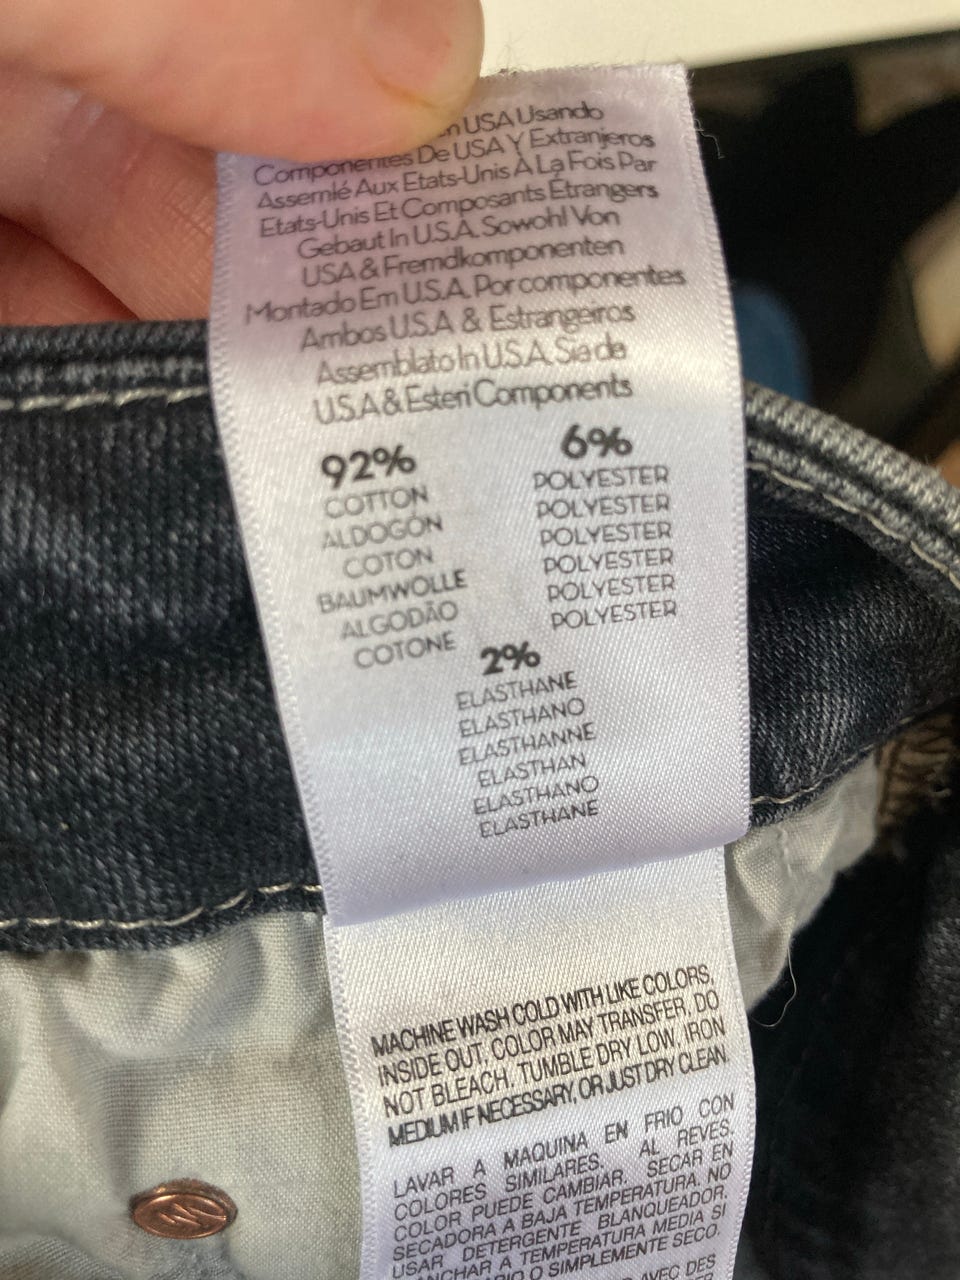 USA Usando
Componentes De USA Y Extranjeros
Assemlé Aux Etats-Unis À La Fois Par
Etats-Unis Et Composants Étrangers
Gebaut In U.S.A. Sowohl Von
USA & Fremdkomponenten
Montado Em U.S.A. Por componentes
Ambos U.S.A & Estrangeiros
Assemblato In U.S.A. Sia de
U.S.A & Esteri Components
92%
COTTON
ALDOGÓN
COTON
BAUMWOLLE
ALGODÃO
COTONE
6%
POLYESTER
POLYESTER
POLYESTER
POLYESTER
POLYESTER
POLYESTER
2%
ELASTHANE
ELASTHANO
ELASTHANNE
ELASTHAN
ELASTHANO
ELASTHANE
MACHINE WASH COLD WITH LIKE COLORS,
INSIDE OUT. COLOR MAY TRANSFER, DO
NOT BLEACH. TUMBLE DRY LOW. IRON
MEDIUM IF NECESSARY, OR JUST DRY CLEAN.
LAVAR A MAQUINA EN FRIO CON
COLORES SIMILARES. AL REVES.
COLOR PUEDE CAMBIAR. SECAR EN
SECADORA A BAJA TEMPERATURA. NO
USAR DETERGENTE BLANQUEADOR.
A TEMPERATURA MEDIA SI
O SIMPLEMENTE SECO.
AVEC DES